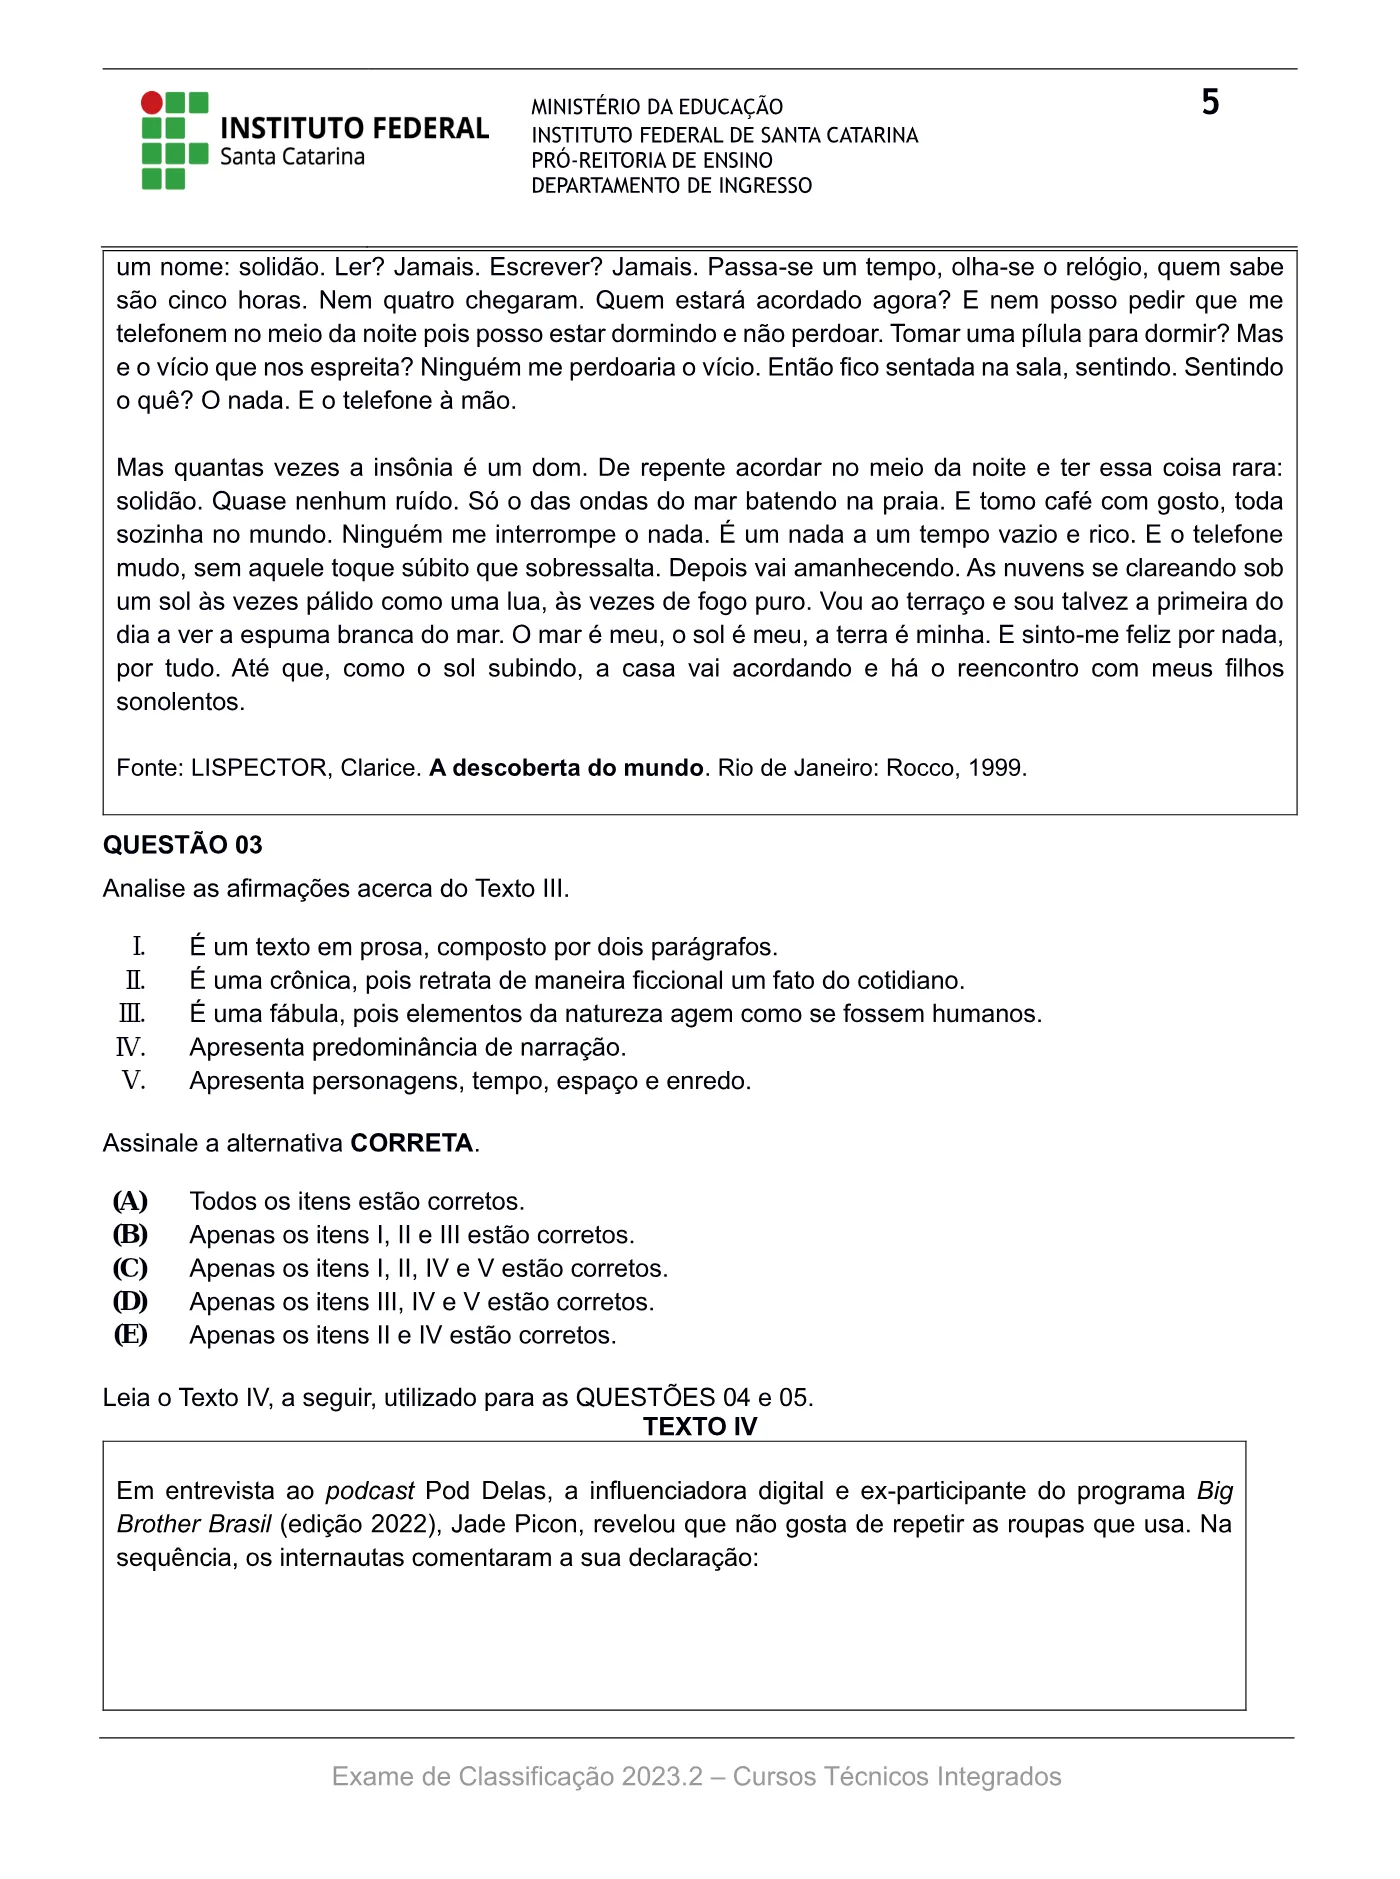 INSTITUTO FEDERAL
Santa Catarina
MINISTÉRIO DA EDUCAÇÃO
INSTITUTO FEDERAL DE SANTA CATARINA
PRÓ-REITORIA DE ENSINO
DEPARTAMENTO DE INGRESSO
5
um nome: solidão. Ler? Jamais. Escrever? Jamais. Passa-se um tempo, olha-se o relógio, quem sabe
são cinco horas. Nem quatro chegaram. Quem estará acordado agora? E nem posso pedir que me
telefonem no meio da noite pois posso estar dormindo e não perdoar. Tomar uma pílula para dormir? Mas
e o vício que nos espreita? Ninguém me perdoaria o vício. Então fico sentada na sala, sentindo. Sentindo
o quê? O nada. E o telefone à mão.
Mas quantas vezes a insônia é um dom. De repente acordar no meio da noite e ter essa coisa rara:
solidão. Quase nenhum ruído. Só o das ondas do mar batendo na praia. E tomo café com gosto, toda
sozinha no mundo. Ninguém me interrompe o nada. É um nada a um tempo vazio e rico. E o telefone
mudo, sem aquele toque súbito que sobressalta. Depois vai amanhecendo. As nuvens se clareando sob
um sol às vezes pálido como uma lua, às vezes de fogo puro. Vou ao terraço e sou talvez a primeira do
dia a ver a espuma branca do mar. O mar é meu, o sol é meu, a terra é minha. E sinto-me feliz por nada,
por tudo. Até que, como o sol subindo, a casa vai acordando e há o reencontro com meus filhos
sonolentos.
Fonte: LISPECTOR, Clarice. A descoberta do mundo. Rio de Janeiro: Rocco, 1999.
QUESTÃO 03
Analise as afirmações acerca do Texto III.
I. É um texto em prosa, composto por dois parágrafos.
II. É uma crônica, pois retrata de maneira ficcional um fato do cotidiano.
III. É uma fábula, pois elementos da natureza agem como se fossem humanos.
IV. Apresenta predominância de narração.
V. Apresenta personagens, tempo, espaço e enredo.
Assinale a alternativa CORRETA.
(A) Todos os itens estão corretos.
(B) Apenas os itens I, II e III estão corretos.
(C) Apenas os itens I, II, IV e V estão corretos.
(D) Apenas os itens III, IV e V estão corretos.
(E) Apenas os itens II e IV estão corretos.
Leia o Texto IV, a seguir, utilizado para as QUESTÕES 04 e 05.
TEXTO IV
Em entrevista ao podcast Pod Delas, a influenciadora digital e ex-participante do programa Big
Brother Brasil (edição 2022), Jade Picon, revelou que não gosta de repetir as roupas que usa. Na
sequência, os internautas comentaram a sua declaração:
Exame de Classificação 2023.2 – Cursos Técnicos Integrados